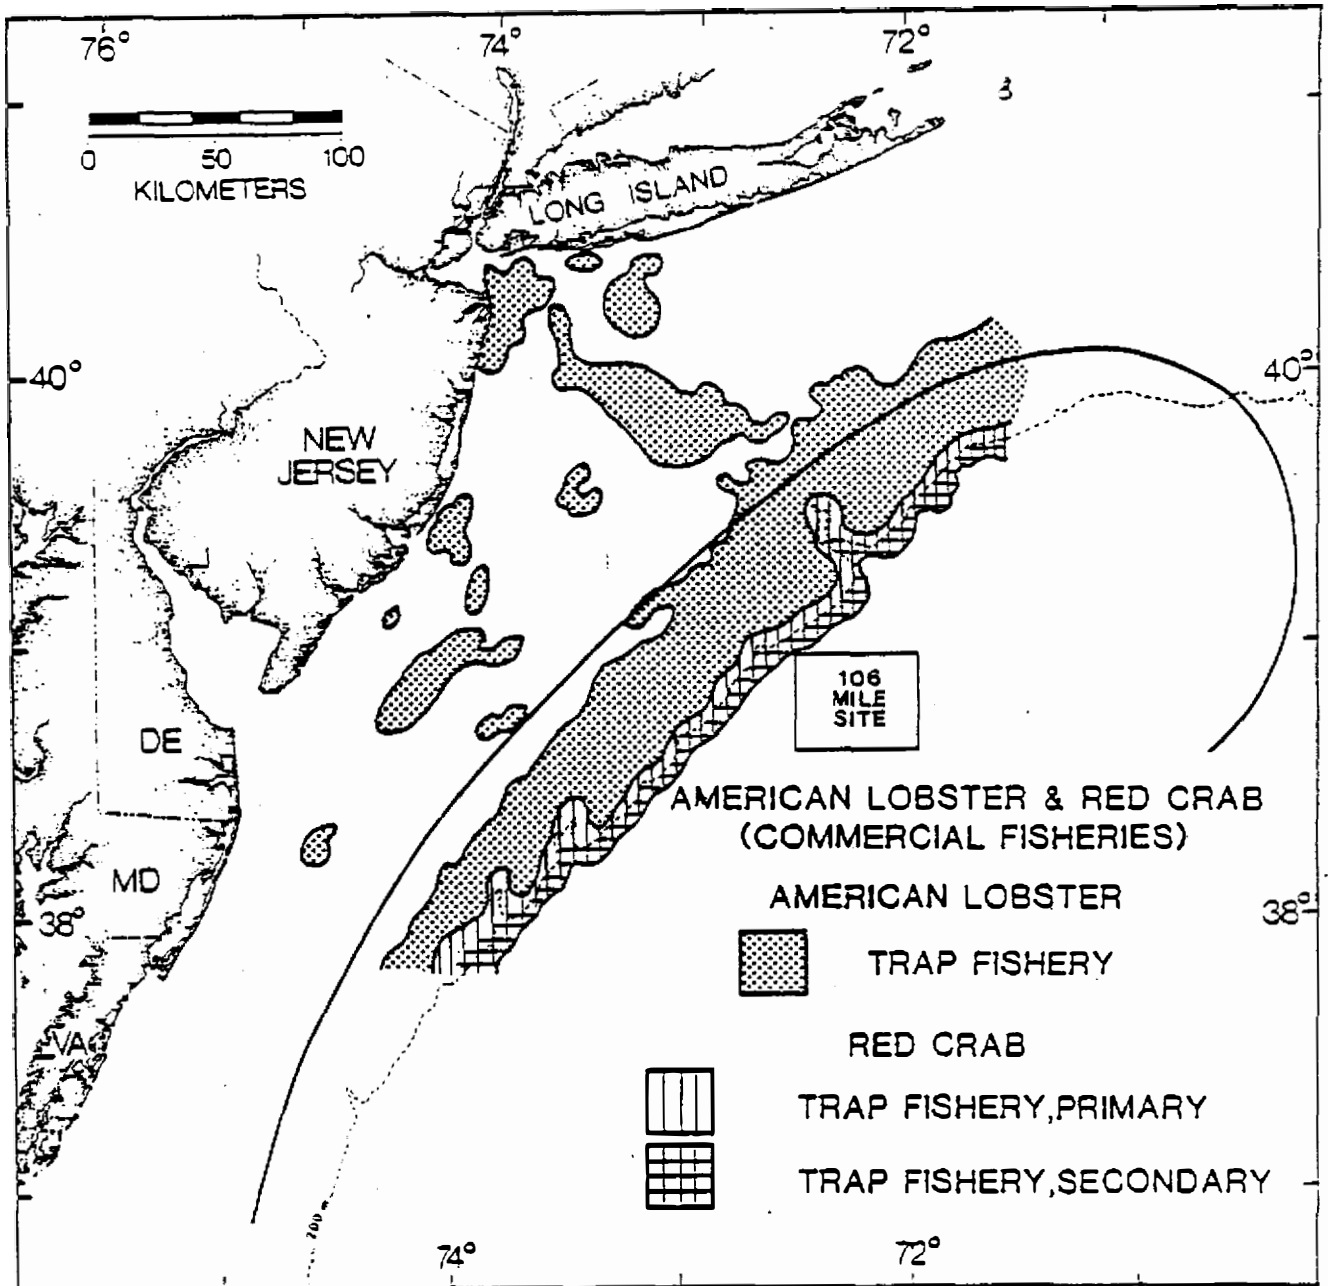 76°
74°
72°
0 50 100
KILOMETERS
LONG ISLAND
40°
40°
NEW
JERSEY
106
MILE
SITE
DE
AMERICAN LOBSTER & RED CRAB
(COMMERCIAL FISHERIES)
MD
AMERICAN LOBSTER
38°
38°
TRAP FISHERY
VA
RED CRAB
TRAP FISHERY,PRIMARY
TRAP FISHERY,SECONDARY
200 m
74°
72°